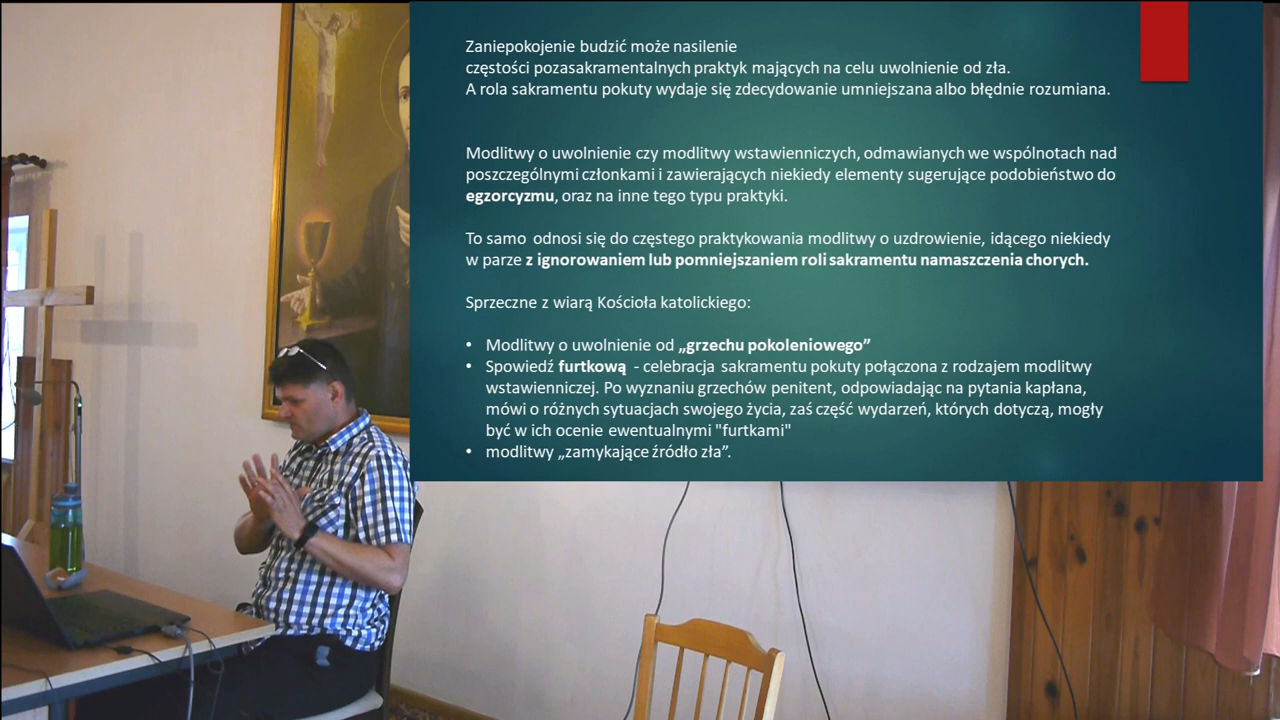 Zaniepokojenie budzić może nasilenie
częstości pozasakramentalnych praktyk mających na celu uwolnienie od zła.
A rola sakramentu pokuty wydaje się zdecydowanie umniejszana albo błędnie rozumiana.
Modlitwy o uwolnienie czy modlitwy wstawienniczych, odmawianych we wspólnotach nad
poszczególnymi członkami i zawierających niekiedy elementy sugerujące podobieństwo do
egzorcyzmu, oraz na inne tego typu praktyki.
To samo odnosi się do częstego praktykowania modlitwy o uzdrowienie, idącego niekiedy
w parze z ignorowaniem lub pomniejszaniem roli sakramentu namaszczenia chorych.
Sprzeczne z wiarą Kościoła katolickiego:
• Modlitwy o uwolnienie od „grzechu pokoleniowego”
• Spowiedź furtkową - celebracja sakramentu pokuty połączona z rodzajem modlitwy
wstawienniczej. Po wyznaniu grzechów penitent, odpowiadając na pytania kapłana,
mówi o różnych sytuacjach swojego życia, zaś część wydarzeń, których dotyczą, mogły
być w ich ocenie ewentualnymi "furtkami"
• modlitwy „zamykające źródło zła”.